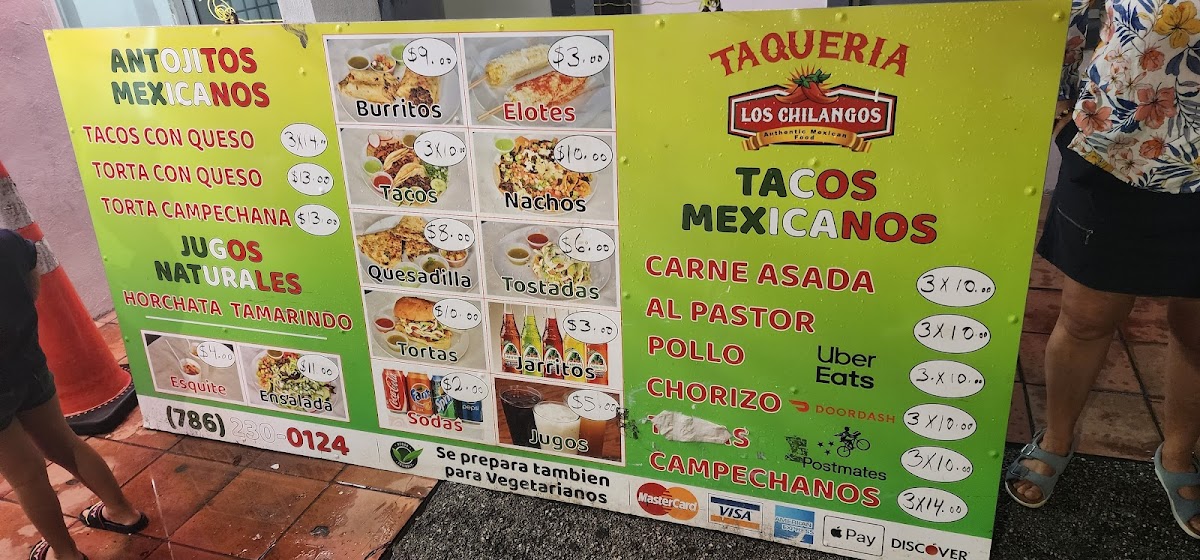 ANTOJITOS
MEXICANOS
TACOS CON QUESO 3X14.00
TORTA CON QUESO $13.00
TORTA CAMPECHANA $13.00
JUGOS
NATURALES
HORCHATA TAMARINDO
$4.00
Esquite
$11.00
Ensalada
(786) 230-0124
$9.00
Burritos
$3.00
Elotes
3X10.00
Tacos
$10.00
Nachos
$8.00
Quesadilla
$6.00
Tostadas
$10.00
Tortas
$3.00
Jarritos
$2.00
Sodas
$5.00
Jugos
Se prepara tambien
para Vegetarianos
TAQUERIA
LOS CHILANGOS
Authentic Mexican
Food
TACOS
MEXICANOS
CARNE ASADA 3X10.00
AL PASTOR 3X10.00
POLLO 3X10.00
CHORIZO 3X10.00
3X10.00
CAMPECHANOS 3X14.00
Uber
Eats
DOORDASH
Postmates
MasterCard
VISA
AMERICAN
EXPRESS
Pay
DISCOVER